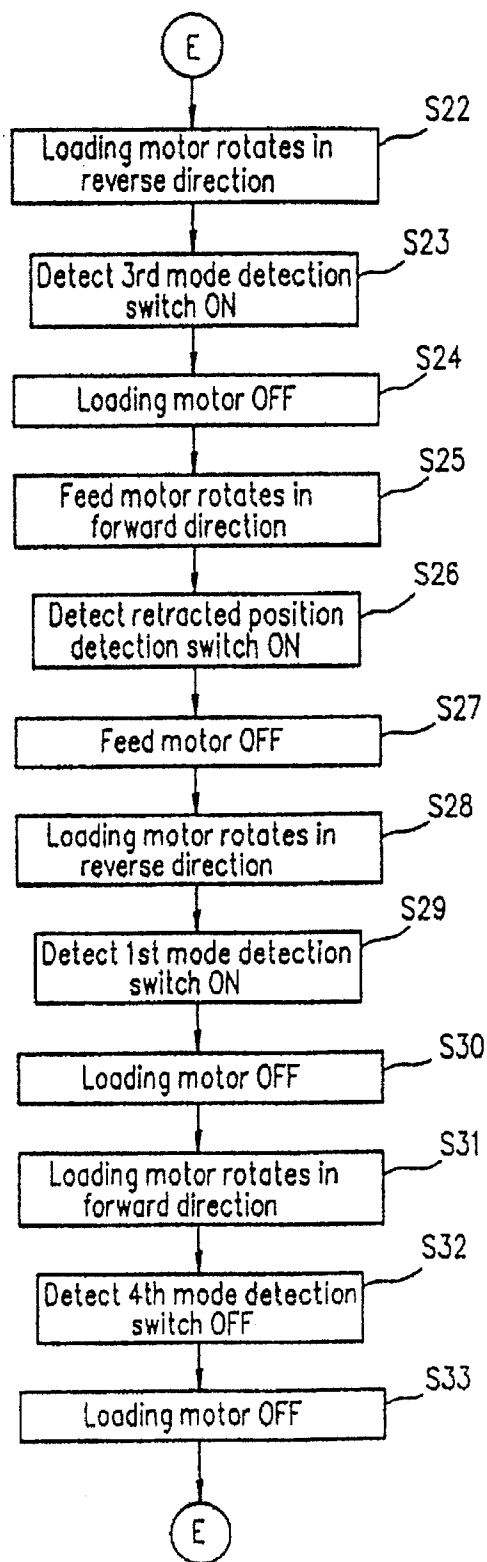 E
S22
Loading motor rotates in
reverse direction
S23
Detect 3rd mode detection
switch ON
S24
Loading motor OFF
S25
Feed motor rotates in
forward direction
S26
Detect retracted position
detection switch ON
S27
Feed motor OFF
S28
Loading motor rotates in
reverse direction
S29
Detect 1st mode detection
switch ON
S30
Loading motor OFF
S31
Loading motor rotates in
forward direction
S32
Detect 4th mode detection
switch OFF
S33
Loading motor OFF
E